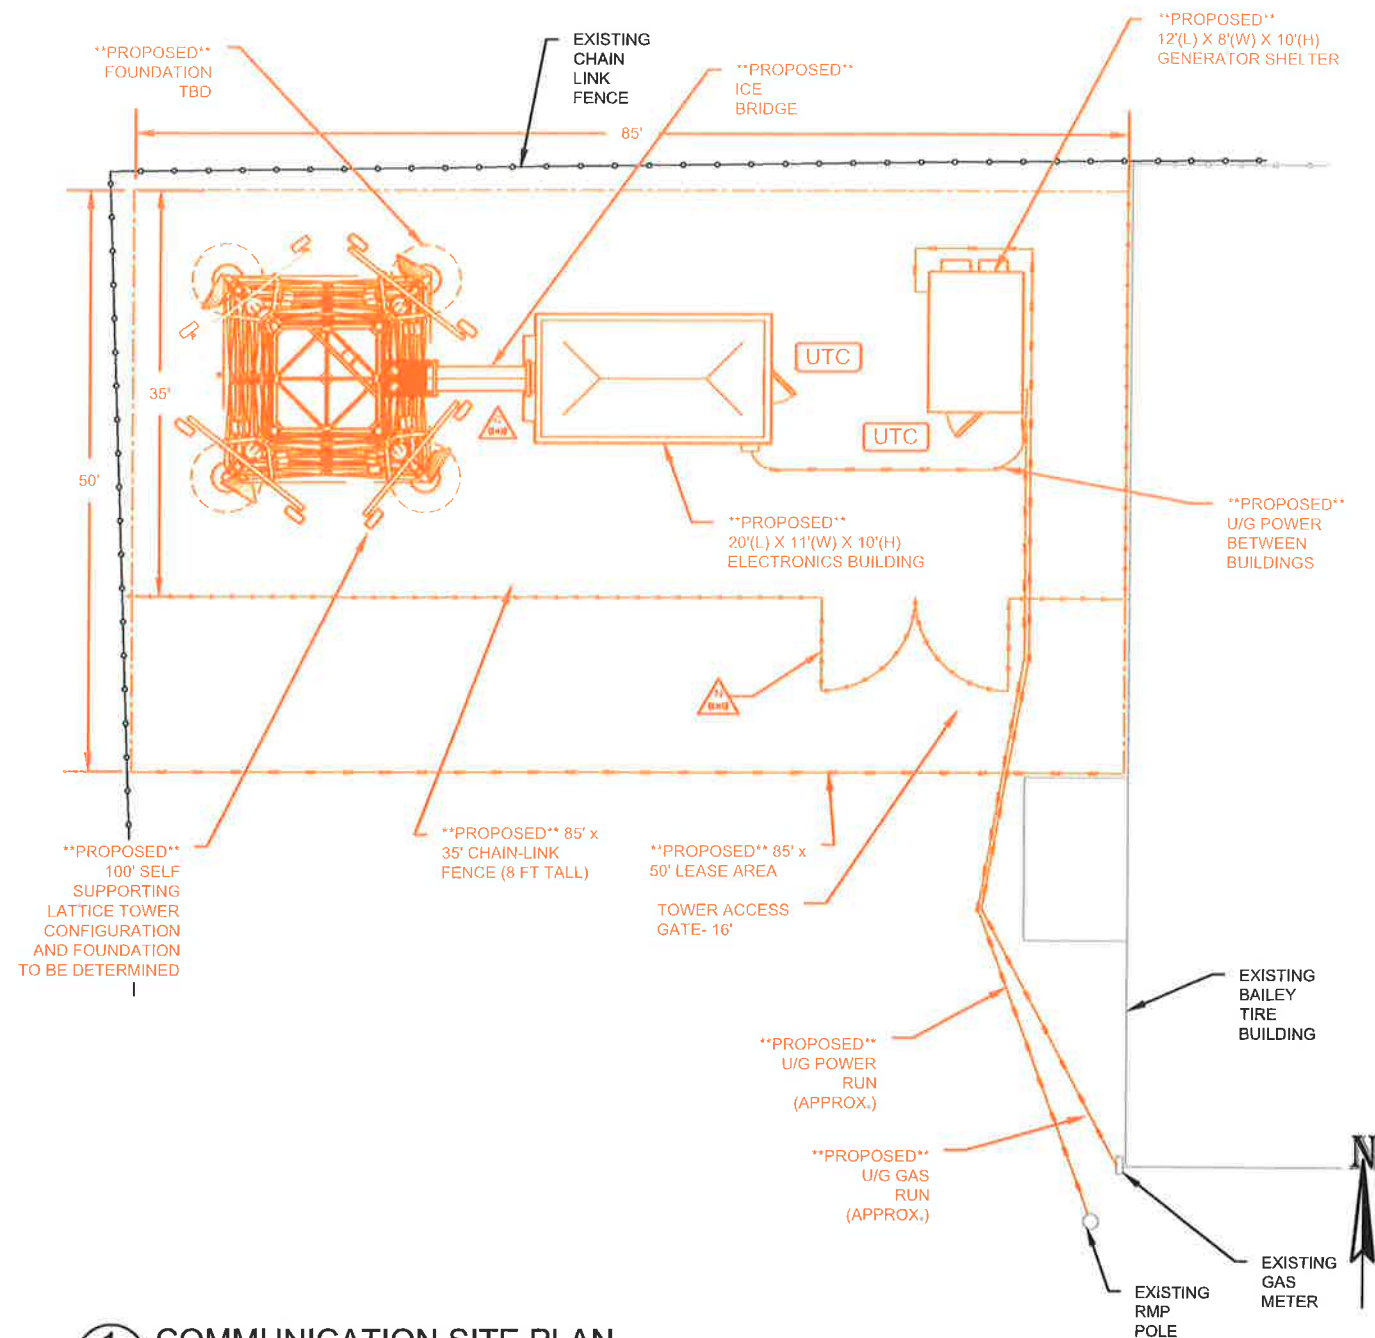 **PROPOSED**
FOUNDATION
TBD
EXISTING
CHAIN
LINK
FENCE
**PROPOSED**
ICE
BRIDGE
**PROPOSED**
12'(L) X 8'(W) X 10'(H)
GENERATOR SHELTER
85'
35'
50'
UTC
UTC
**PROPOSED**
20'(L) X 11'(W) X 10'(H)
ELECTRONICS BUILDING
**PROPOSED**
U/G POWER
BETWEEN
BUILDINGS
N
**PROPOSED**
100' SELF
SUPPORTING
LATTICE TOWER
CONFIGURATION
AND FOUNDATION
TO BE DETERMINED
**PROPOSED** 85' x
35' CHAIN-LINK
FENCE (8 FT TALL)
**PROPOSED** 85' x
50' LEASE AREA
TOWER ACCESS
GATE- 16'
EXISTING
BAILEY
TIRE
BUILDING
**PROPOSED**
U/G POWER
RUN
(APPROX.)
**PROPOSED**
U/G GAS
RUN
(APPROX.)
N
EXISTING
GAS
METER
EXISTING
RMP
POLE
1
COMMUNICATION SITE PLAN